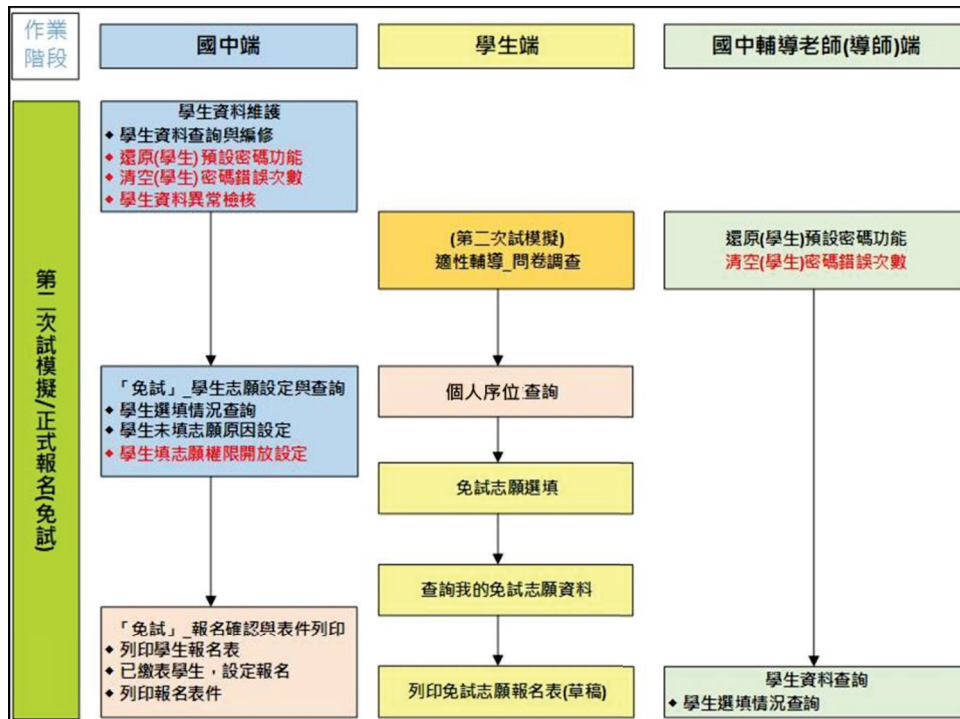 作業
階段
國中端
學生端
國中輔導老師(導師)端
第二次試模擬/正式報名(免試)
學生資料維護
◆ 學生資料查詢與編修
◆ 還原(學生)預設密碼功能
◆ 清空(學生)密碼錯誤次數
◆ 學生資料異常檢核
「免試」_學生志願設定與查詢
◆ 學生選填情況查詢
◆ 學生未填志願原因設定
◆ 學生填志願權限開放設定
「免試」_報名確認與表件列印
◆ 列印學生報名表
◆ 已繳表學生，設定報名
◆ 列印報名表件
(第二次試模擬)
適性輔導_問卷調查
個人序位查詢
免試志願選填
查詢我的免試志願資料
列印免試志願報名表(草稿)
還原(學生)預設密碼功能
清空(學生)密碼錯誤次數
學生資料查詢
◆ 學生選填情況查詢